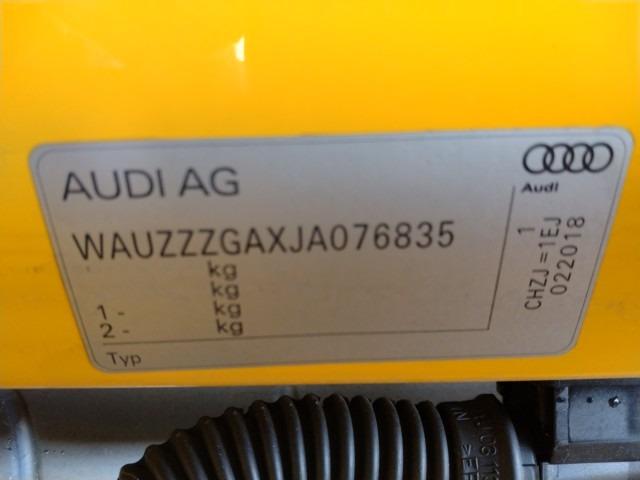 AUDI AG
Audi
WAUZZZGAXJA076835
kg
kg
1 - kg
2 - kg
Typ
1
CHZJ = 1EJ
022018